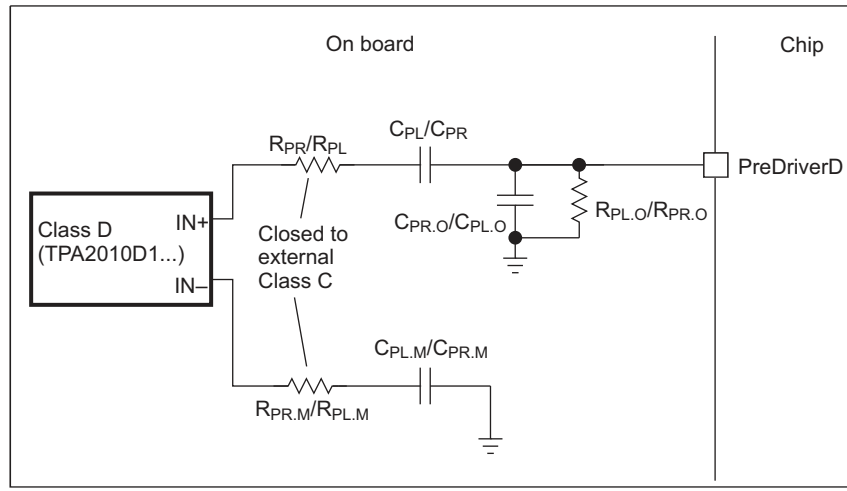 On board
Chip
C_PL/C_PR
R_PR/R_PL
PreDriverD
Class D
(TPA2010D1...)
IN+
IN–
Closed to
external
Class C
C_PR.O/C_PL.O
R_PL.O/R_PR.O
C_PL.M/C_PR.M
R_PR.M/R_PL.M